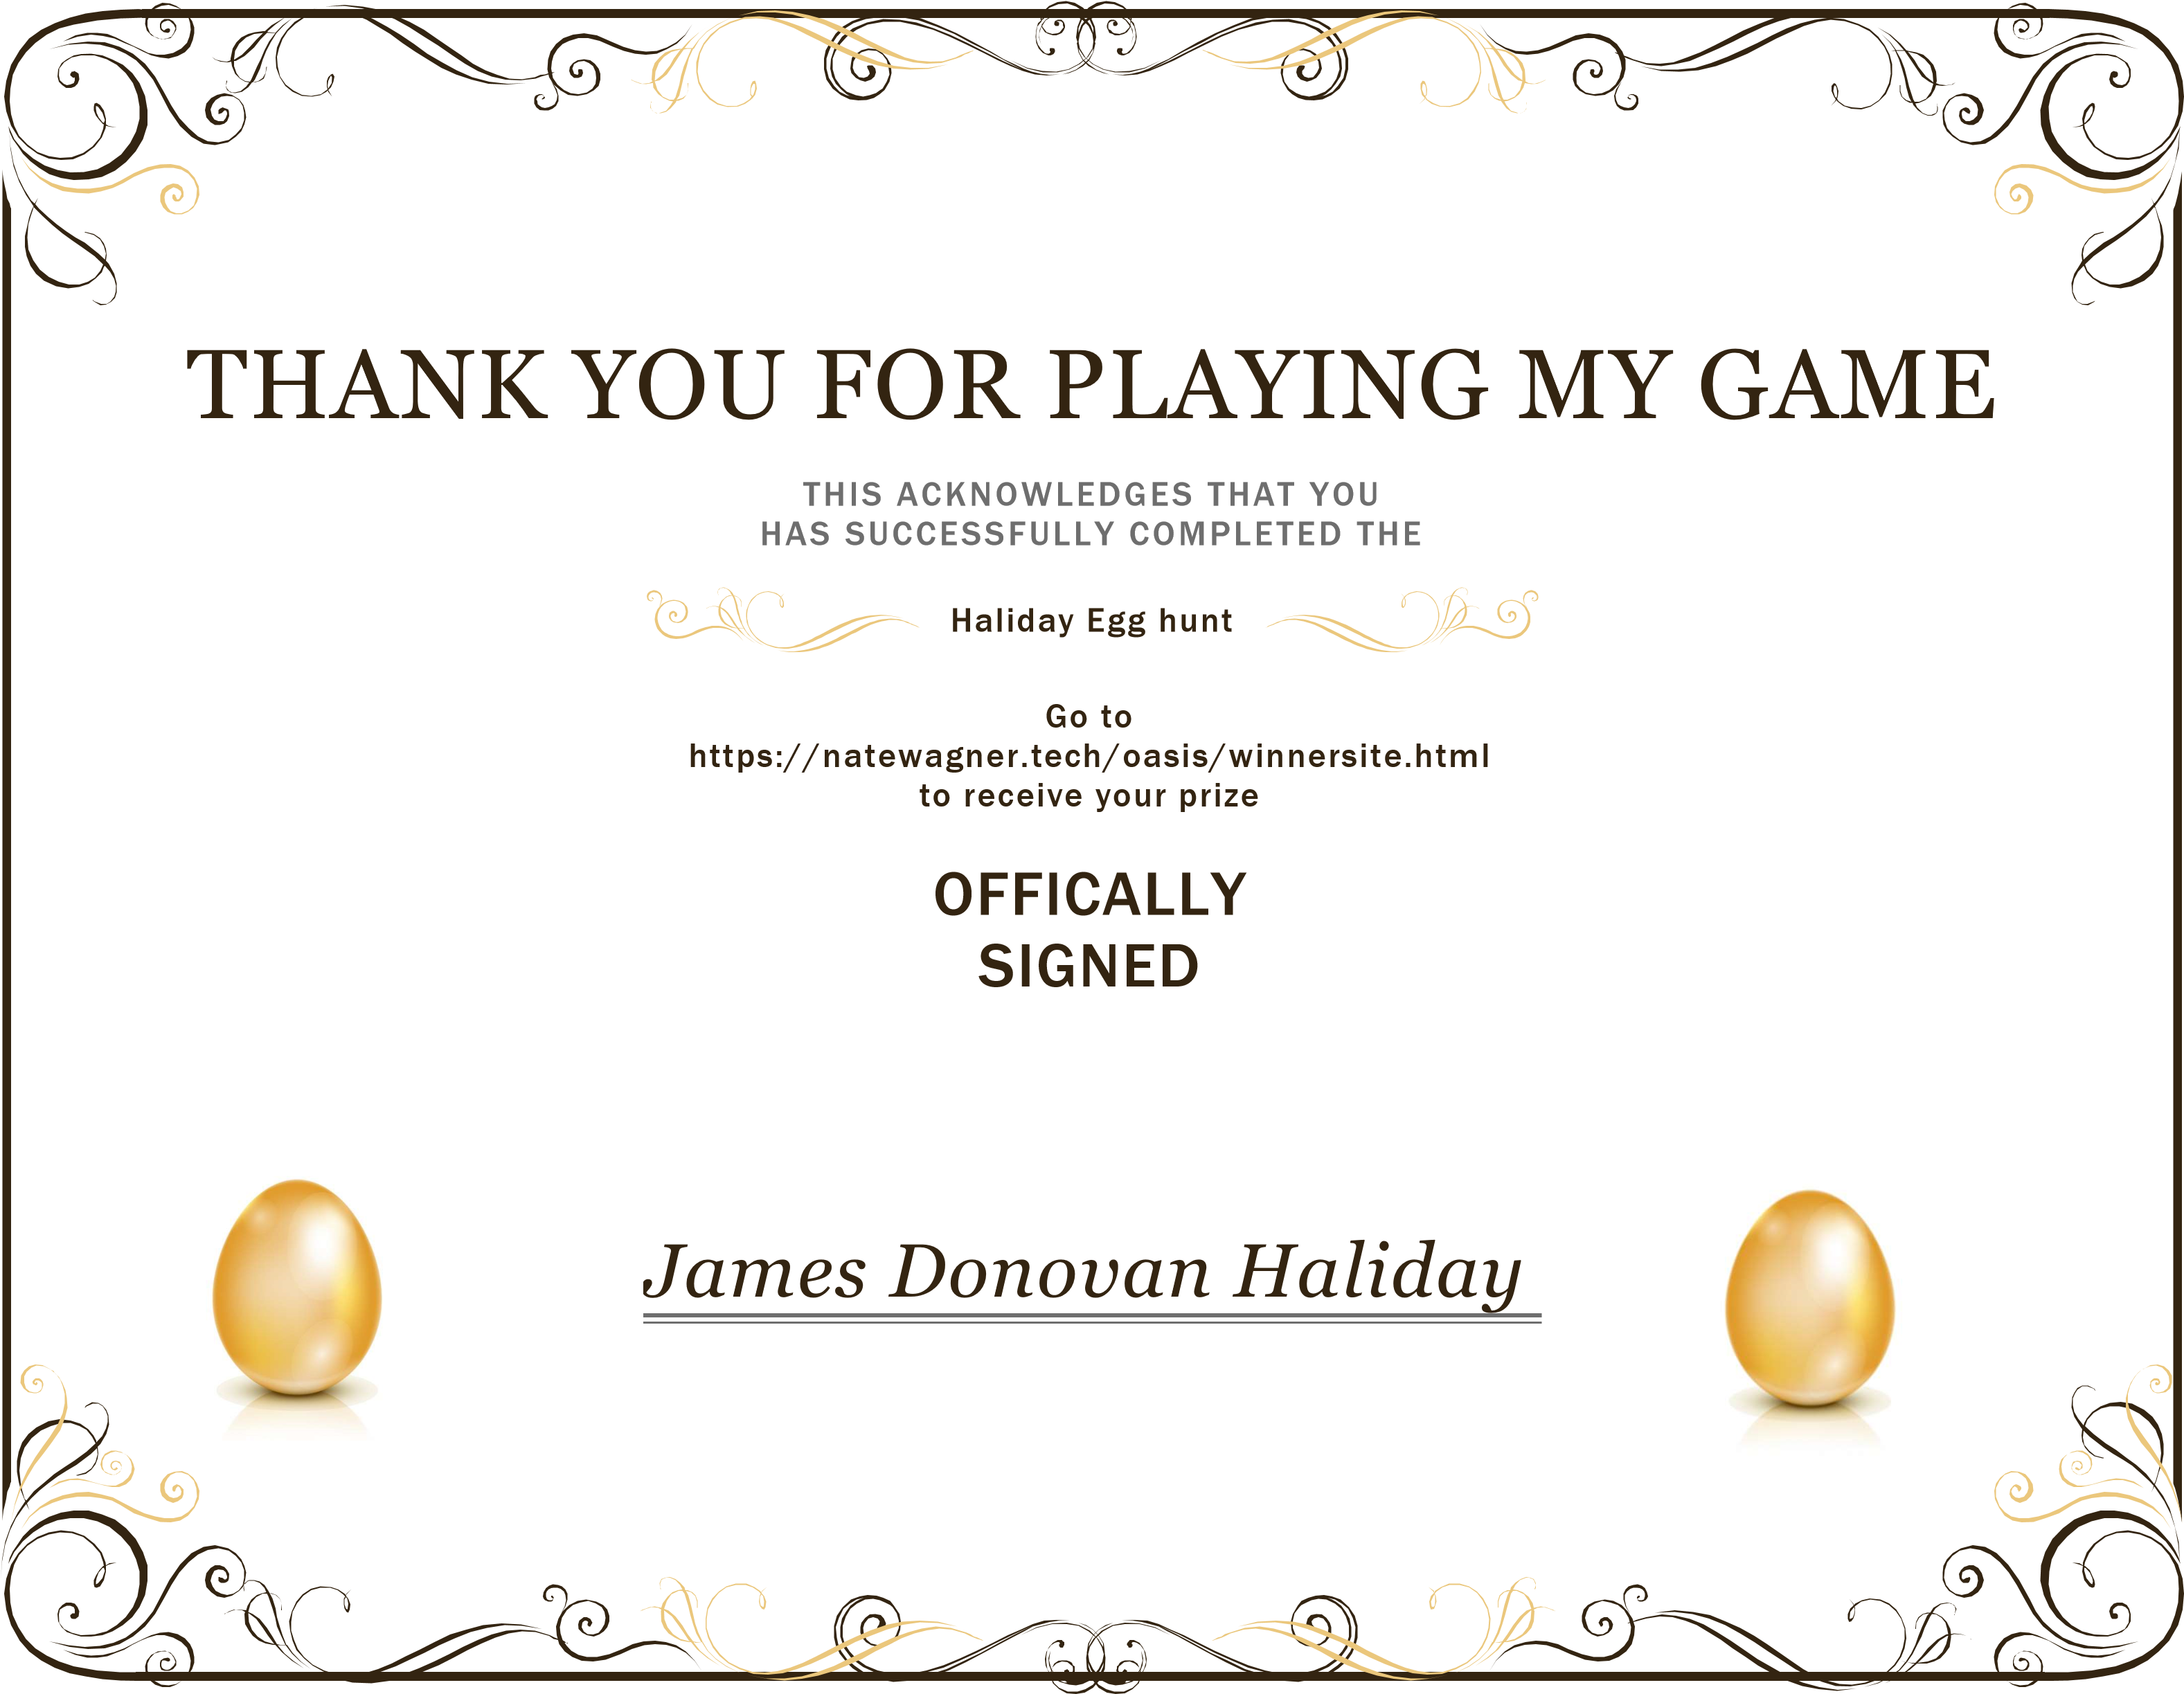 THANK YOU FOR PLAYING MY GAME
THIS ACKNOWLEDGES THAT YOU
HAS SUCCESSFULLY COMPLETED THE
Haliday Egg hunt
Go to
https://natewagner.tech/oasis/winnersite.html
to receive your prize
OFFICALLY
SIGNED
James Donovan Haliday